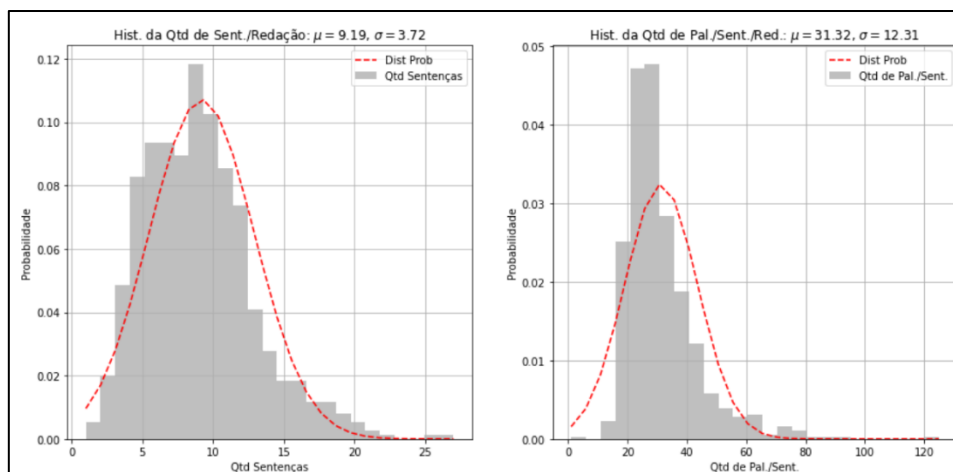 Hist. da Qtd de Sent./Redação: μ = 9.19, σ = 3.72
Dist Prob
Qtd Sentenças
0.12
0.10
0.08
0.06
0.04
0.02
0.00
Probabilidade
0
5
10
15
20
25
Qtd Sentenças
Hist. da Qtd de Pal./Sent./Red.: μ = 31.32, σ = 12.31
Dist Prob
Qtd de Pal./Sent.
0.05
0.04
0.03
0.02
0.01
0.00
Probabilidade
0
20
40
60
80
100
120
Qtd de Pal./Sent.